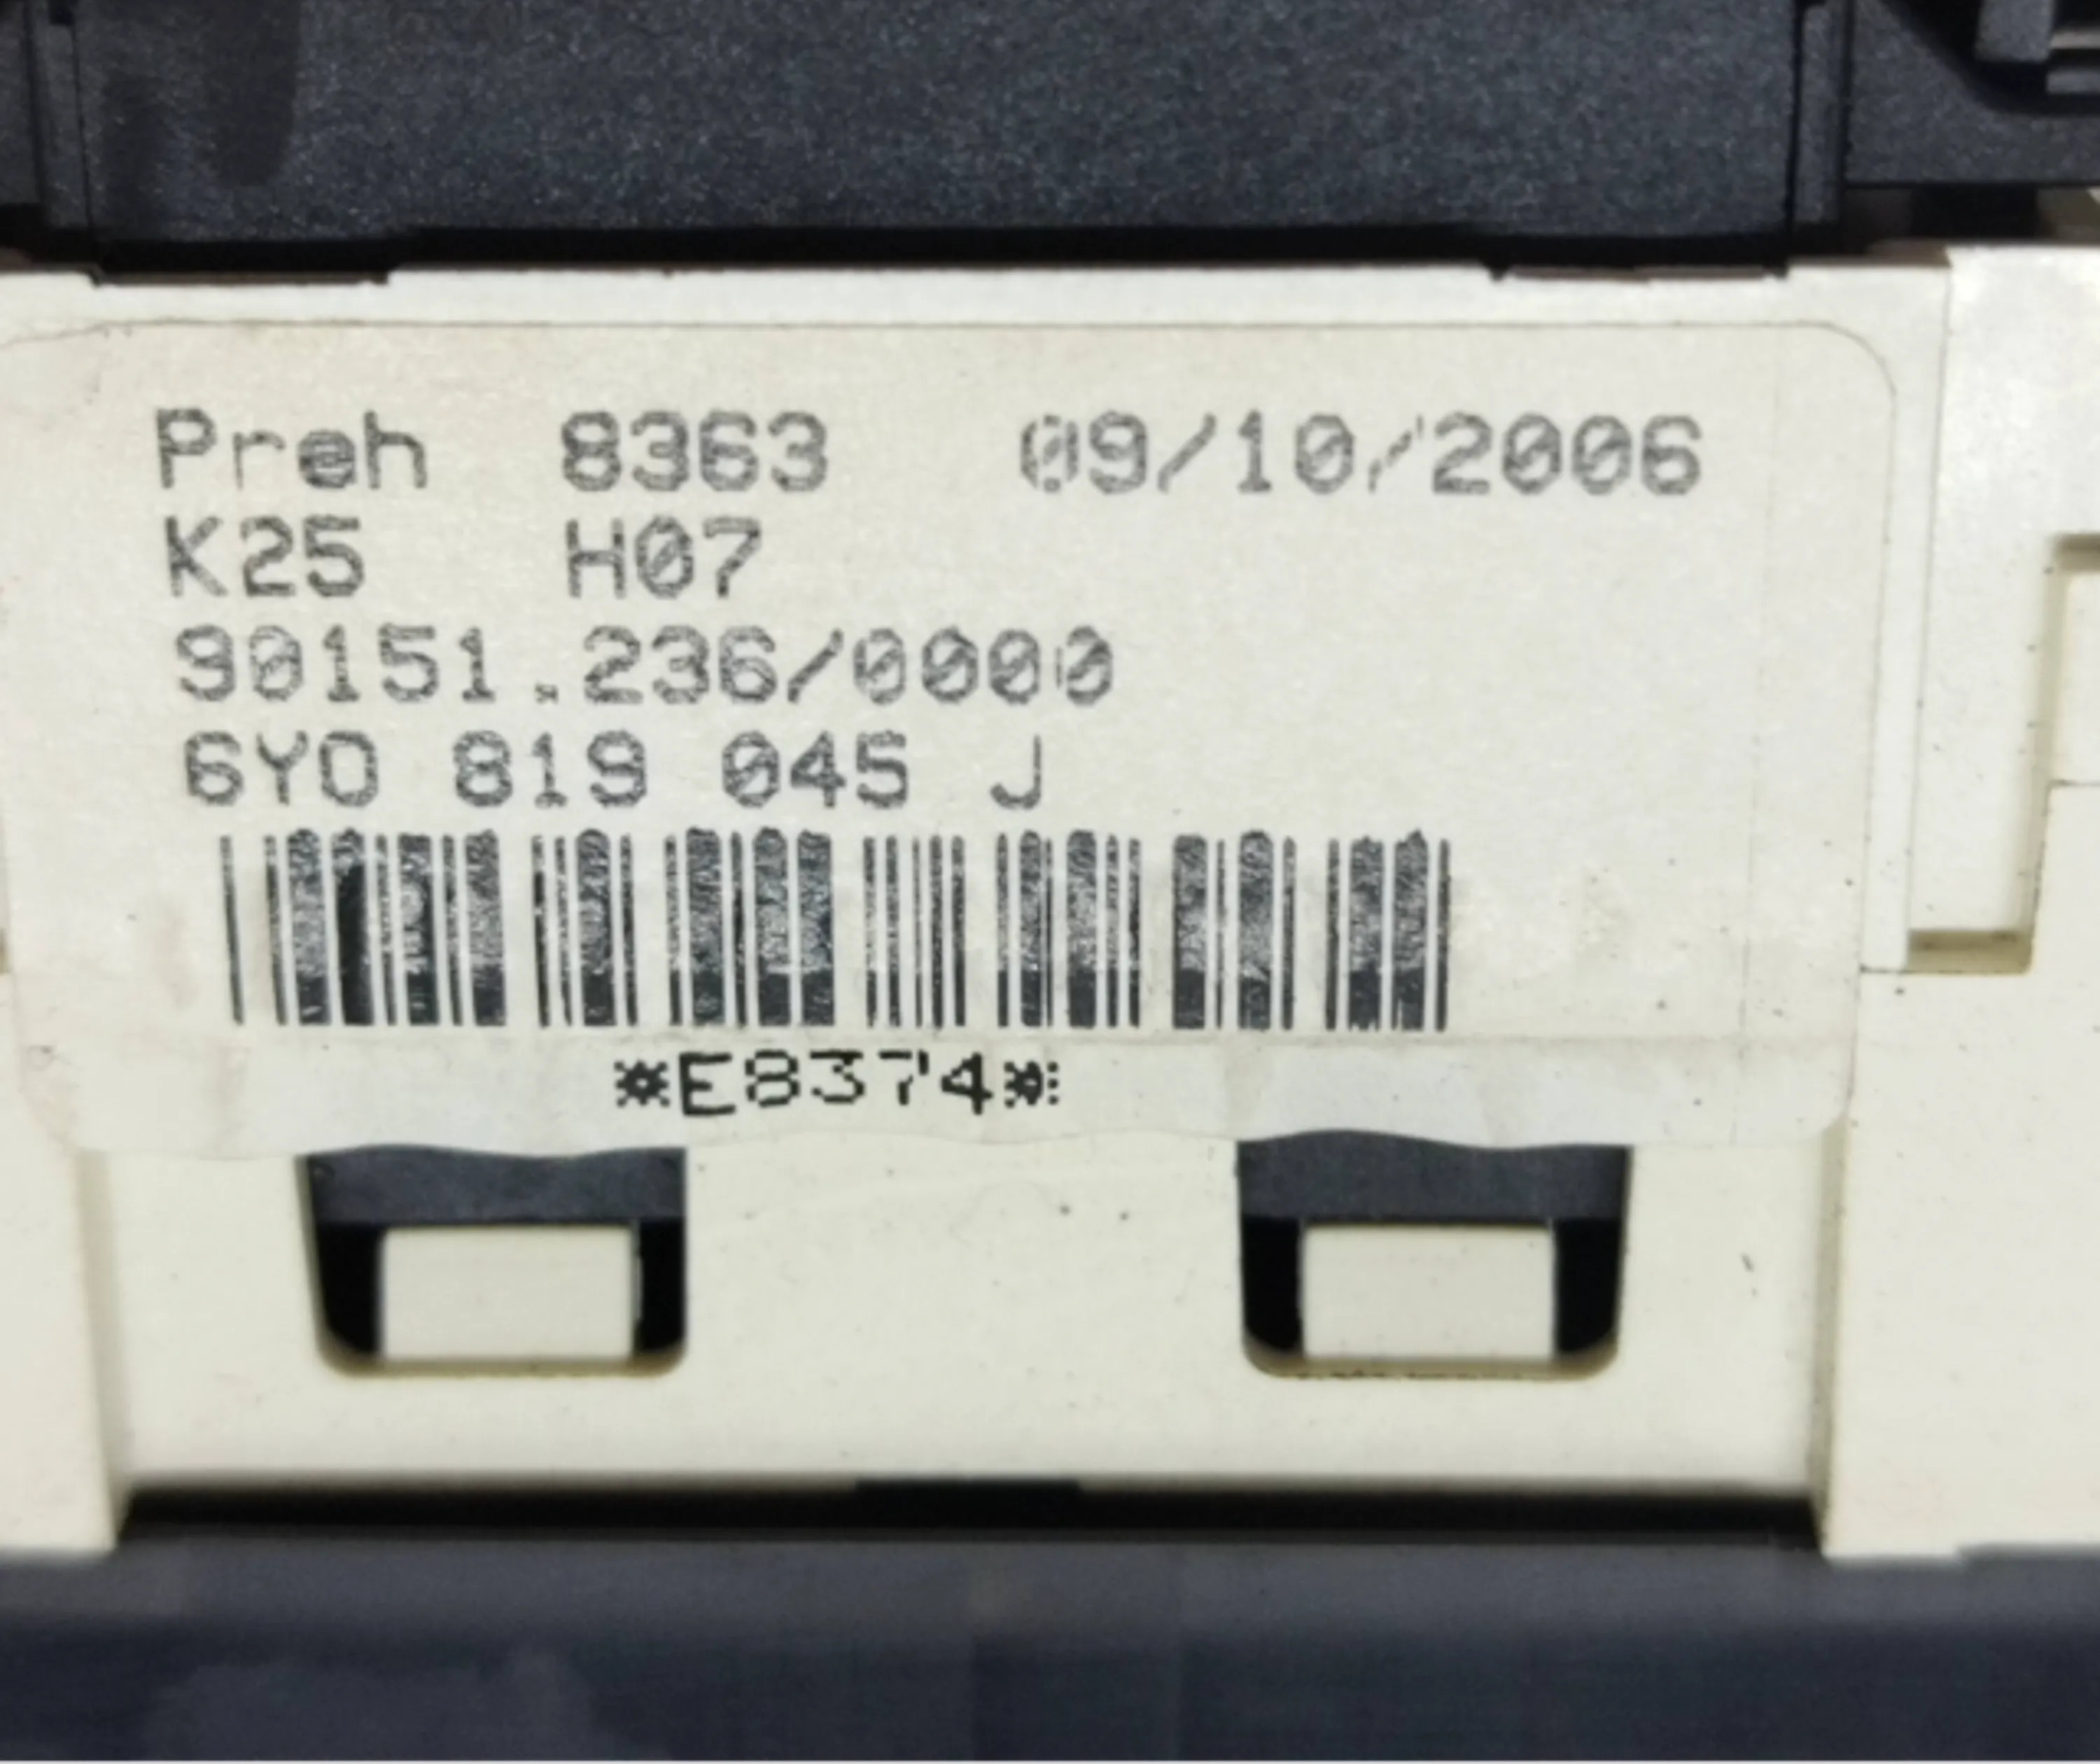 Preh 8363 09/10/2006
K25 H07
90151.236/0000
6Y0 819 045 J
*E8374*